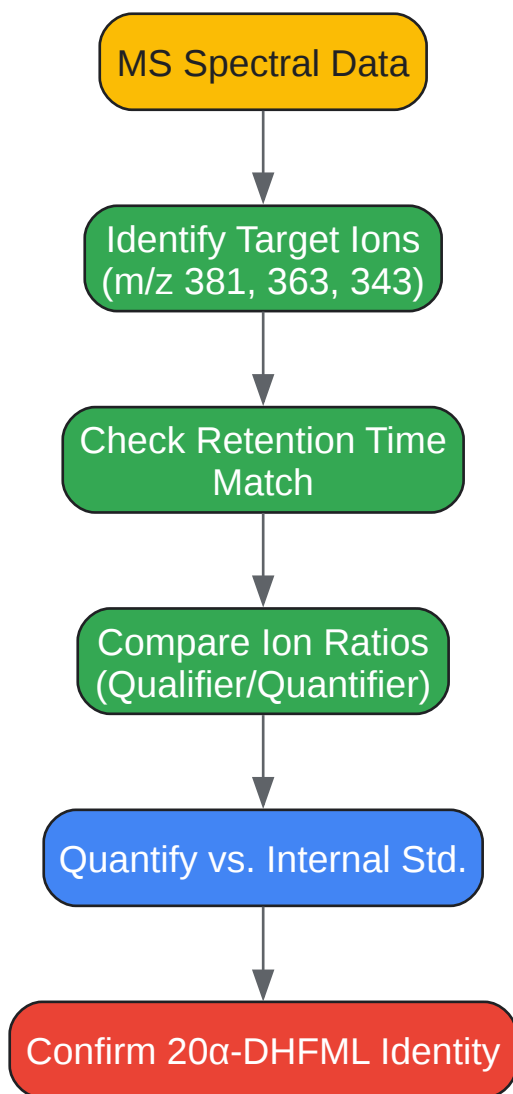 MS Spectral Data
Identify Target Ions
(m/z 381, 363, 343)
Check Retention Time
Match
Compare Ion Ratios
(Qualifier/Quantifier)
Quantify vs. Internal Std.
Confirm 20α-DHFML Identity